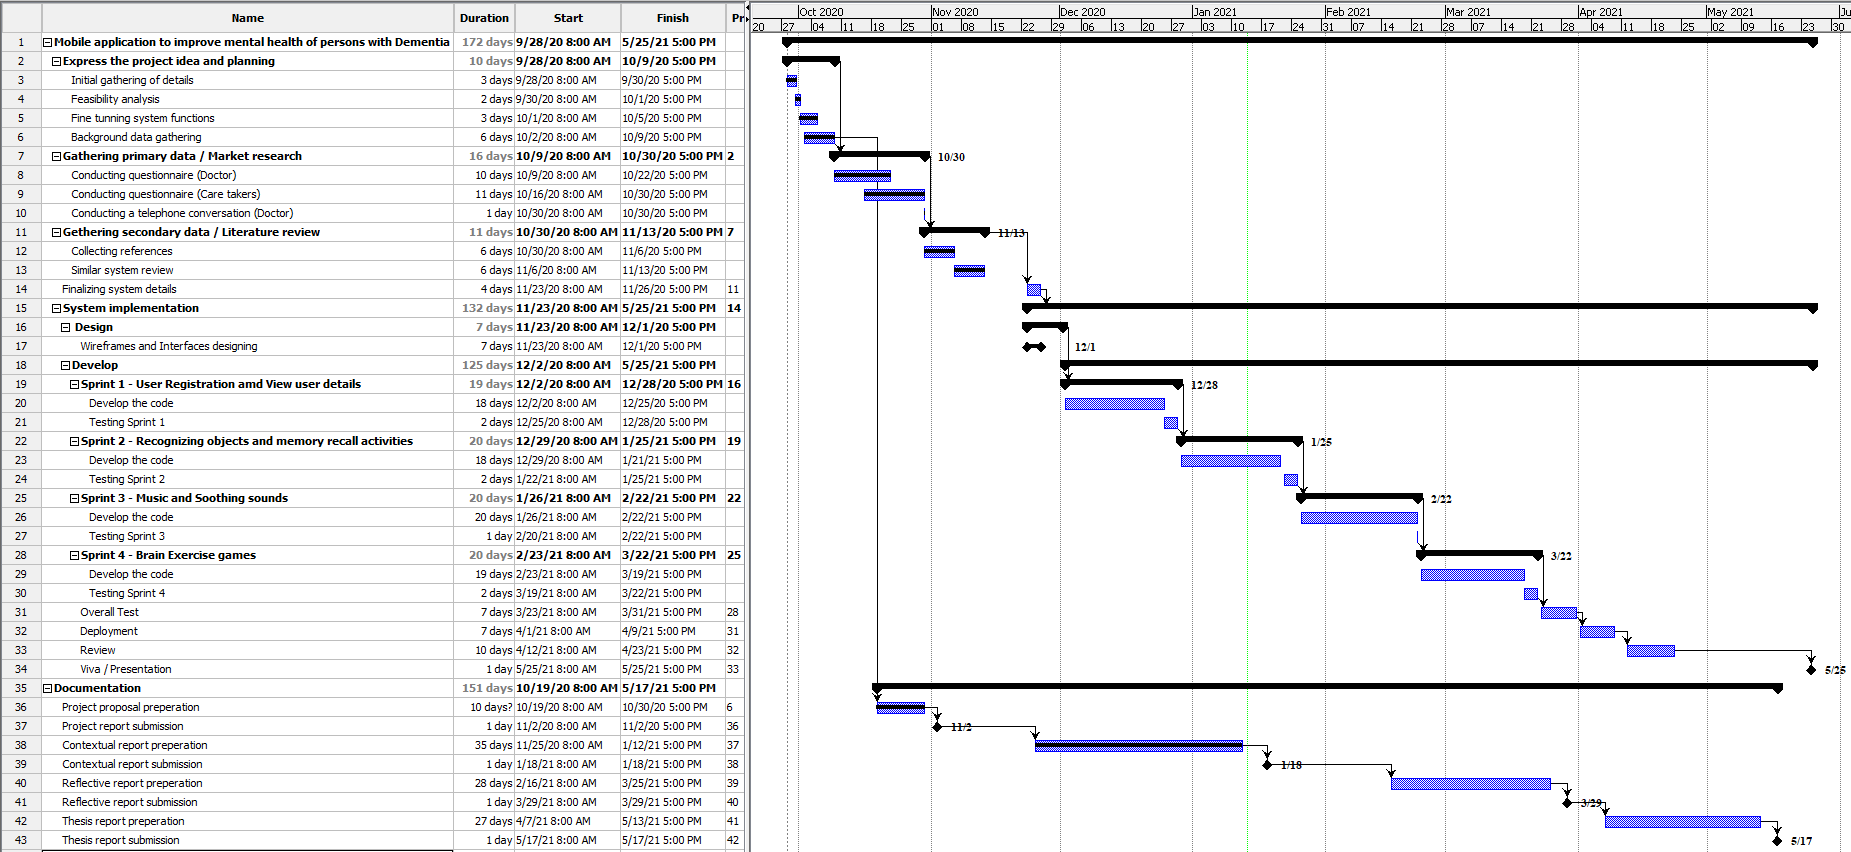 Name Duration Start Finish Pr
Oct 2020 Nov 2020 Dec 2020 Jan 2021 Feb 2021 Mar 2021 Apr 2021 May 2021 Ju
20 27 04 11 18 25 01 08 15 22 29 06 13 20 27 03 10 17 24 31 07 14 21 28 07 14 21 28 04 11 18 25 02 09 16 23 30
1 Mobile application to improve mental health of persons with Dementia 172 days 9/28/20 8:00 AM 5/25/21 5:00 PM
2 Express the project idea and planning 10 days 9/28/20 8:00 AM 10/9/20 5:00 PM
3 Initial gathering of details 3 days 9/28/20 8:00 AM 9/30/20 5:00 PM
4 Feasibility analysis 2 days 9/30/20 8:00 AM 10/1/20 5:00 PM
5 Fine tunning system functions 3 days 10/1/20 8:00 AM 10/5/20 5:00 PM
6 Background data gathering 6 days 10/2/20 8:00 AM 10/9/20 5:00 PM
7 Gathering primary data / Market research 16 days 10/9/20 8:00 AM 10/30/20 5:00 PM 2 10/30
8 Conducting questionnaire (Doctor) 10 days 10/9/20 8:00 AM 10/22/20 5:00 PM
9 Conducting questionnaire (Care takers) 11 days 10/16/20 8:00 AM 10/30/20 5:00 PM
10 Conducting a telephone conversation (Doctor) 1 day 10/30/20 8:00 AM 10/30/20 5:00 PM
11 Gathering secondary data / Literature review 11 days 10/30/20 8:00 AM 11/13/20 5:00 PM 7 11/13
12 Collecting references 6 days 10/30/20 8:00 AM 11/6/20 5:00 PM
13 Similar system review 6 days 11/6/20 8:00 AM 11/13/20 5:00 PM
14 Finalizing system details 4 days 11/23/20 8:00 AM 11/26/20 5:00 PM 11
15 System implementation 132 days 11/23/20 8:00 AM 5/25/21 5:00 PM 14
16 Design 7 days 11/23/20 8:00 AM 12/1/20 5:00 PM
17 Wireframes and Interfaces designing 7 days 11/23/20 8:00 AM 12/1/20 5:00 PM 12/1
18 Develop 125 days 12/2/20 8:00 AM 5/25/21 5:00 PM
19 Sprint 1 - User Registration amd View user details 19 days 12/2/20 8:00 AM 12/28/20 5:00 PM 16 12/28
20 Develop the code 18 days 12/2/20 8:00 AM 12/25/20 5:00 PM
21 Testing Sprint 1 2 days 12/25/20 8:00 AM 12/28/20 5:00 PM
22 Sprint 2 - Recognizing objects and memory recall activities 20 days 12/29/20 8:00 AM 1/25/21 5:00 PM 19 1/25
23 Develop the code 18 days 12/29/20 8:00 AM 1/21/21 5:00 PM
24 Testing Sprint 2 2 days 1/22/21 8:00 AM 1/25/21 5:00 PM
25 Sprint 3 - Music and Soothing sounds 20 days 1/26/21 8:00 AM 2/22/21 5:00 PM 22 2/22
26 Develop the code 20 days 1/26/21 8:00 AM 2/22/21 5:00 PM
27 Testing Sprint 3 1 day 2/20/21 8:00 AM 2/22/21 5:00 PM
28 Sprint 4 - Brain Exercise games 20 days 2/23/21 8:00 AM 3/22/21 5:00 PM 25 3/22
29 Develop the code 19 days 2/23/21 8:00 AM 3/19/21 5:00 PM
30 Testing Sprint 4 2 days 3/19/21 8:00 AM 3/22/21 5:00 PM
31 Overall Test 7 days 3/23/21 8:00 AM 3/31/21 5:00 PM 28
32 Deployment 7 days 4/1/21 8:00 AM 4/9/21 5:00 PM 31
33 Review 10 days 4/12/21 8:00 AM 4/23/21 5:00 PM 32
34 Viva / Presentation 1 day 5/25/21 8:00 AM 5/25/21 5:00 PM 33 5/25
35 Documentation 151 days 10/19/20 8:00 AM 5/17/21 5:00 PM
36 Project proposal preperation 10 days? 10/19/20 8:00 AM 10/30/20 5:00 PM 6
37 Project report submission 1 day 11/2/20 8:00 AM 11/2/20 5:00 PM 36 11/2
38 Contextual report preperation 35 days 11/25/20 8:00 AM 1/12/21 5:00 PM 37
39 Contextual report submission 1 day 1/18/21 8:00 AM 1/18/21 5:00 PM 38 1/18
40 Reflective report preperation 28 days 2/16/21 8:00 AM 3/25/21 5:00 PM 39
41 Reflective report submission 1 day 3/29/21 8:00 AM 3/29/21 5:00 PM 40 3/29
42 Thesis report preperation 27 days 4/7/21 8:00 AM 5/13/21 5:00 PM 41
43 Thesis report submission 1 day 5/17/21 8:00 AM 5/17/21 5:00 PM 42 5/17